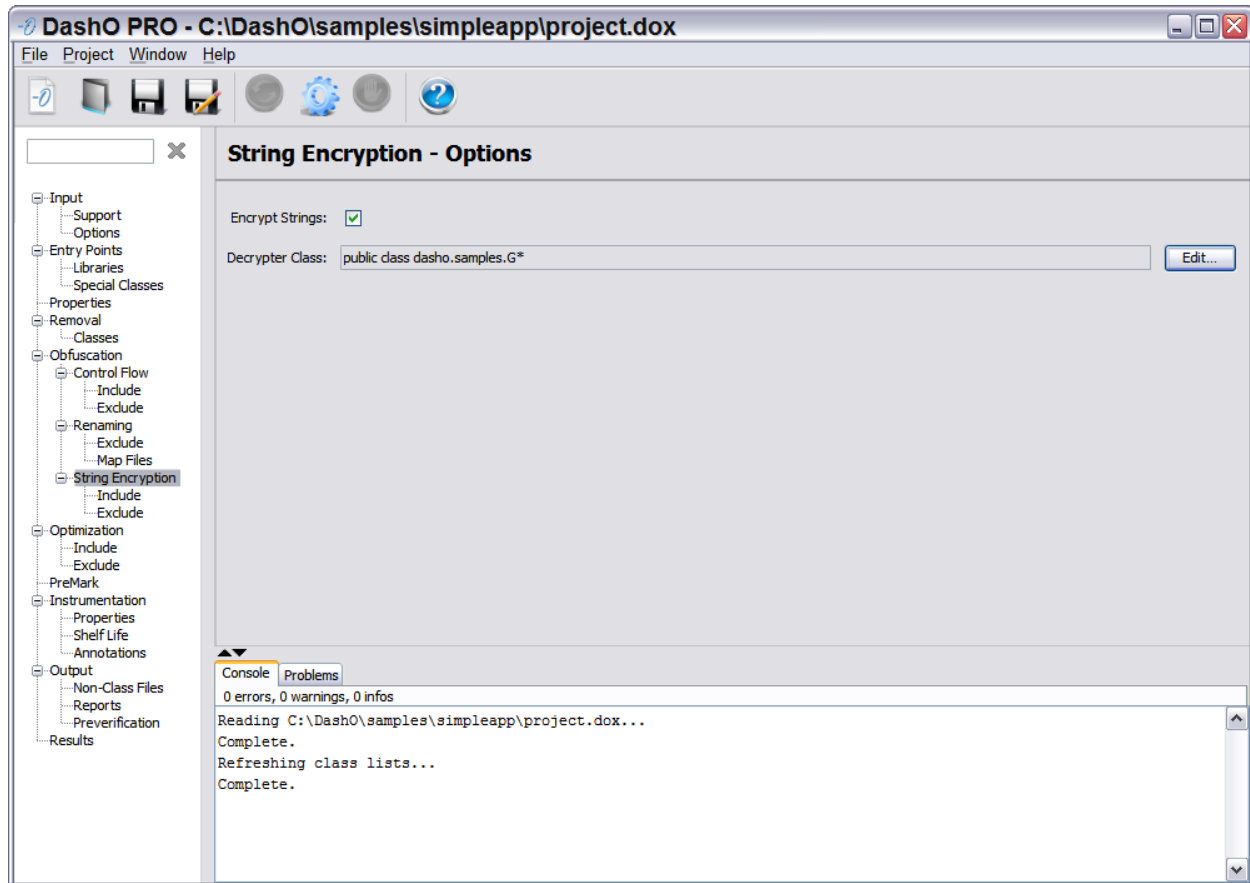 DashO PRO - C:\DashO\samples\simpleapp\project.dox
File Project Window Help
String Encryption - Options
Input
Support
Options
Entry Points
Libraries
Special Classes
Properties
Removal
Classes
Obfuscation
Control Flow
Include
Exclude
Renaming
Exclude
Map Files
String Encryption
Include
Exclude
Optimization
Include
Exclude
PreMark
Instrumentation
Properties
Shelf Life
Annotations
Output
Non-Class Files
Reports
Preverification
Results
Encrypt Strings:
Decrypter Class: public class dasho.samples.G* Edit...
Console Problems
0 errors, 0 warnings, 0 infos
Reading C:\DashO\samples\simpleapp\project.dox...
Complete.
Refreshing class lists...
Complete.